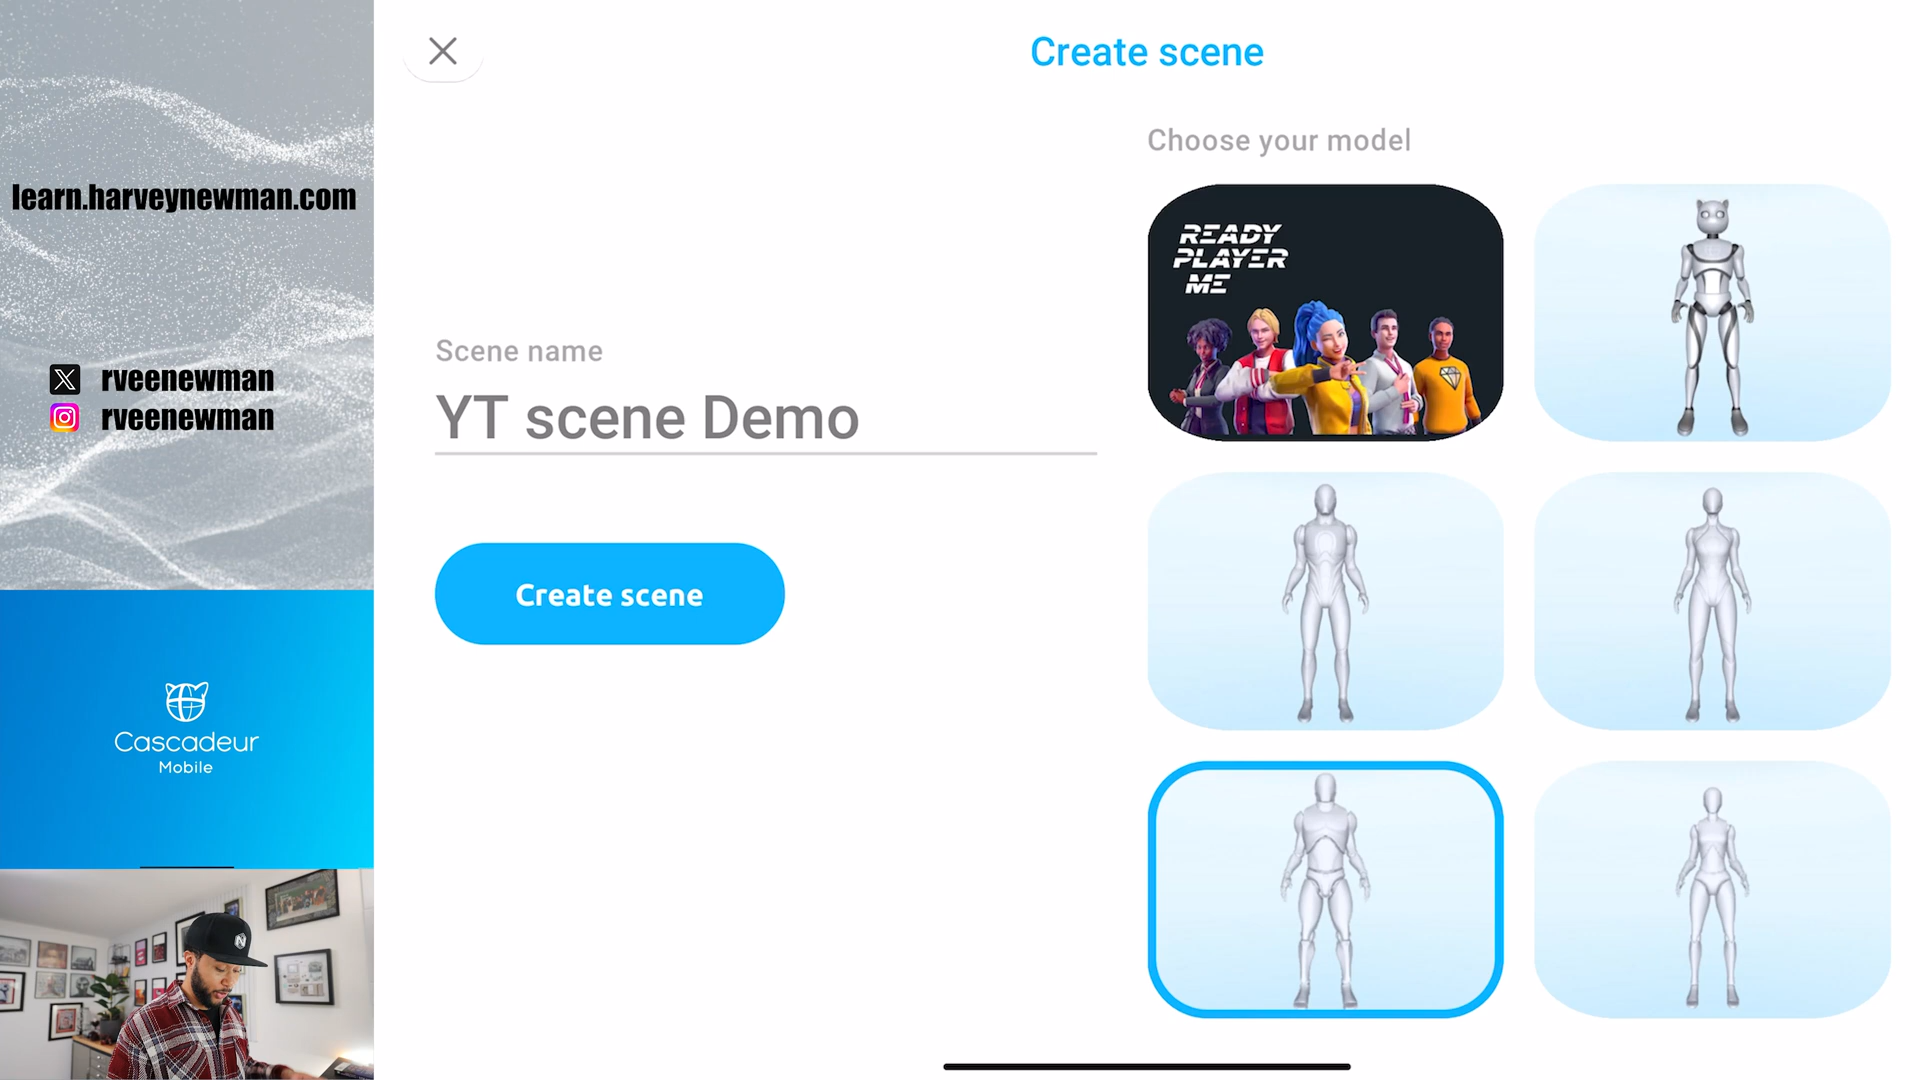 learn.harveynewman.com
rveenewman
rveenewman
Cascadeur
Mobile
Create scene
Scene name
YT scene Demo
Create scene
Choose your model
READY
PLAYER
ME